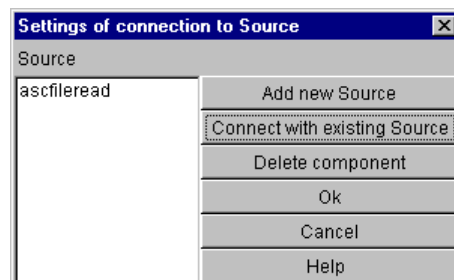 Settings of connection to Source
Source
ascfileread
Add new Source
Connect with existing Source
Delete component
Ok
Cancel
Help